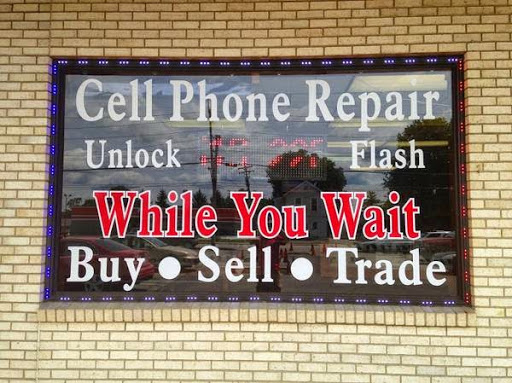 Cell Phone Repair
Unlock Flash
While You Wait
Buy • Sell • Trade